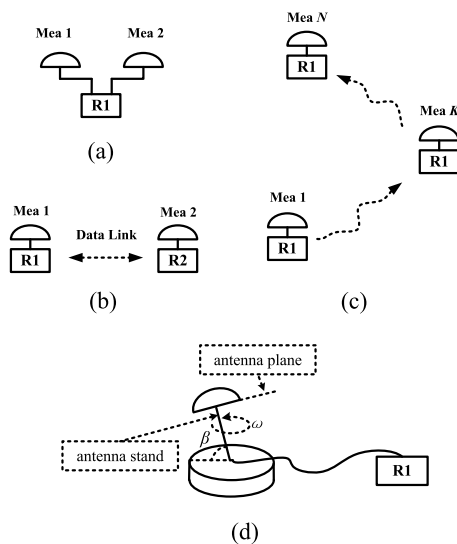 Mea 1 Mea 2
R1
(a)
Mea N
R1
Mea K
R1
Mea 1
R1
(c)
Mea 1 Mea 2
Data Link
R1 R2
(b)
antenna plane
ω
β
antenna stand
R1
(d)